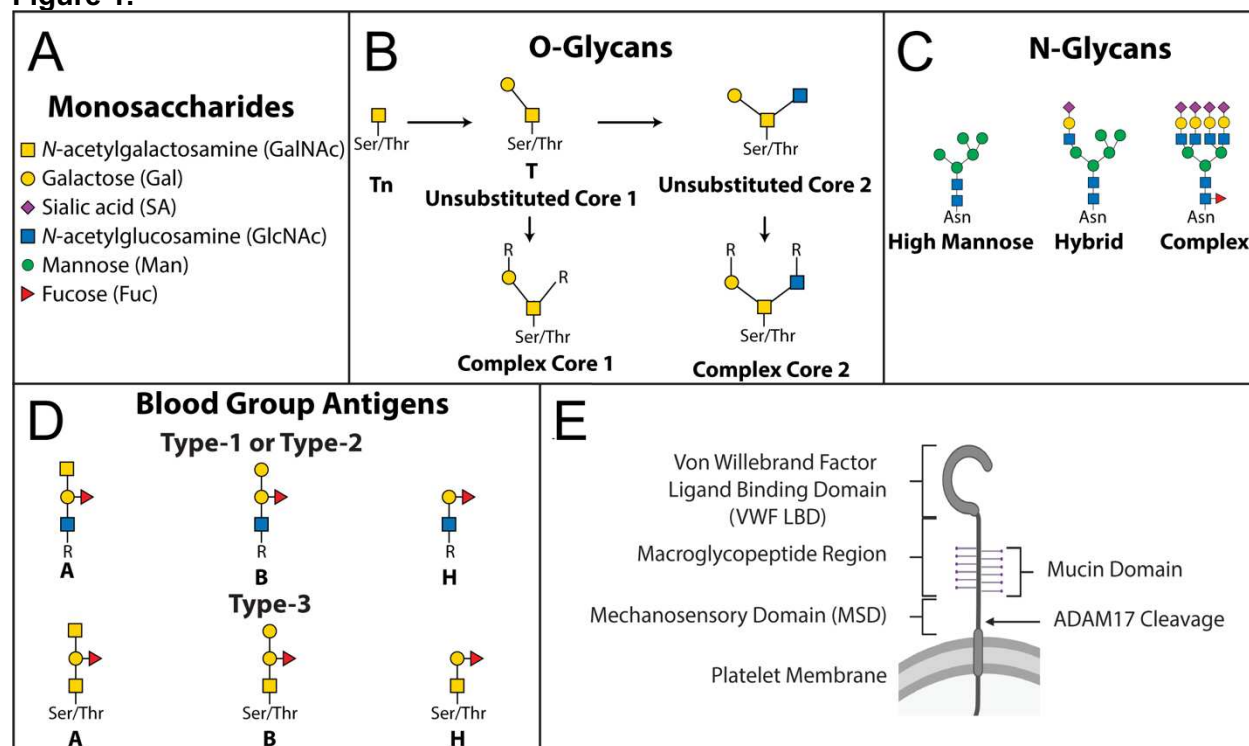 Figure 1.
A
Monosaccharides
N-acetylgalactosamine (GalNAc)
Galactose (Gal)
Sialic acid (SA)
N-acetylglucosamine (GlcNAc)
Mannose (Man)
Fucose (Fuc)
B
O-Glycans
Ser/Thr
Tn
Ser/Thr
T
Unsubstituted Core 1
Ser/Thr
Unsubstituted Core 2
R
R
Ser/Thr
Complex Core 1
R
R
Ser/Thr
Complex Core 2
C
N-Glycans
Asn
Asn
Asn
High Mannose
Hybrid
Complex
D
Blood Group Antigens
Type-1 or Type-2
R
R
R
A
B
H
Type-3
Ser/Thr
Ser/Thr
Ser/Thr
A
B
H
E
Von Willebrand Factor
Ligand Binding Domain
(VWF LBD)
Macroglycopeptide Region
Mucin Domain
Mechanosensory Domain (MSD)
ADAM17 Cleavage
Platelet Membrane